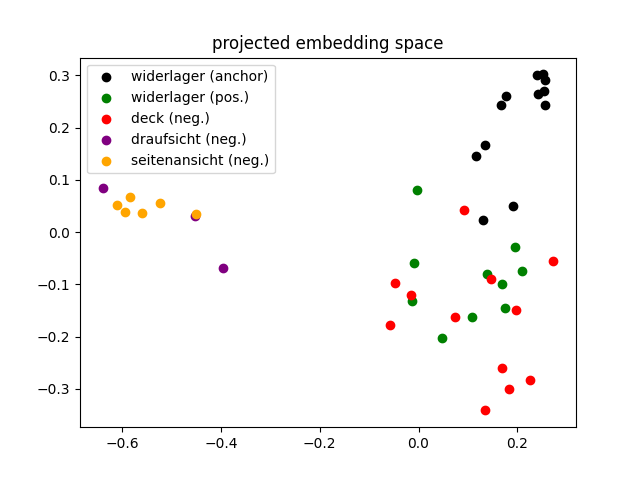 projected embedding space
widerlager (anchor)
widerlager (pos.)
deck (neg.)
draufsicht (neg.)
seitenansicht (neg.)
0.3
0.2
0.1
0.0
−0.1
−0.2
−0.3
−0.6
−0.4
−0.2
0.0
0.2